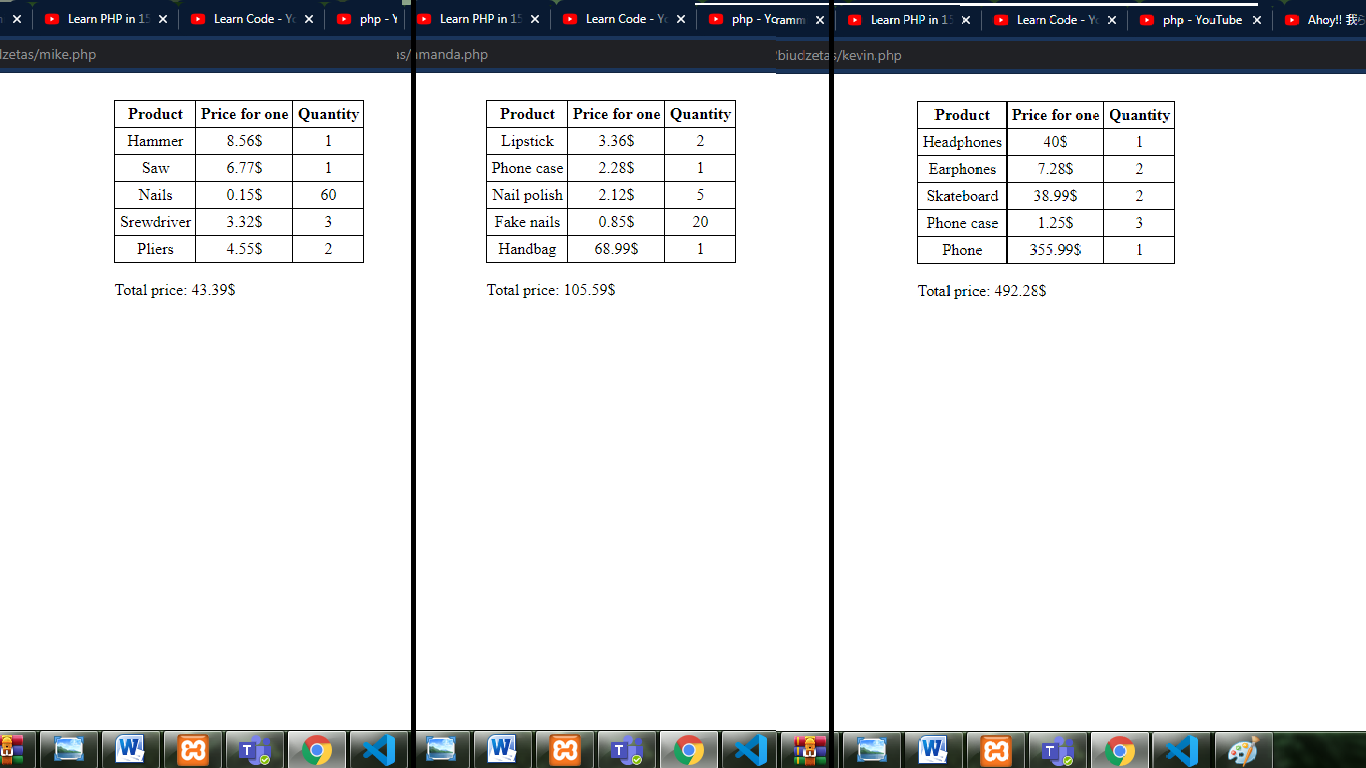 Learn PHP in 15 Learn Code - Yo php - Y Learn PHP in 15 Learn Code - Yo php - Yo ramm Learn PHP in 15 Learn Code - Yo php - YouTube Ahoy!! 我ら
dzetas/mike.php as/amanda.php biudzetas/kevin.php
Product Price for one Quantity
Hammer 8.56$ 1
Saw 6.77$ 1
Nails 0.15$ 60
Srewdriver 3.32$ 3
Pliers 4.55$ 2
Total price: 43.39$
Product Price for one Quantity
Lipstick 3.36$ 2
Phone case 2.28$ 1
Nail polish 2.12$ 5
Fake nails 0.85$ 20
Handbag 68.99$ 1
Total price: 105.59$
Product Price for one Quantity
Headphones 40$ 1
Earphones 7.28$ 2
Skateboard 38.99$ 2
Phone case 1.25$ 3
Phone 355.99$ 1
Total price: 492.28$